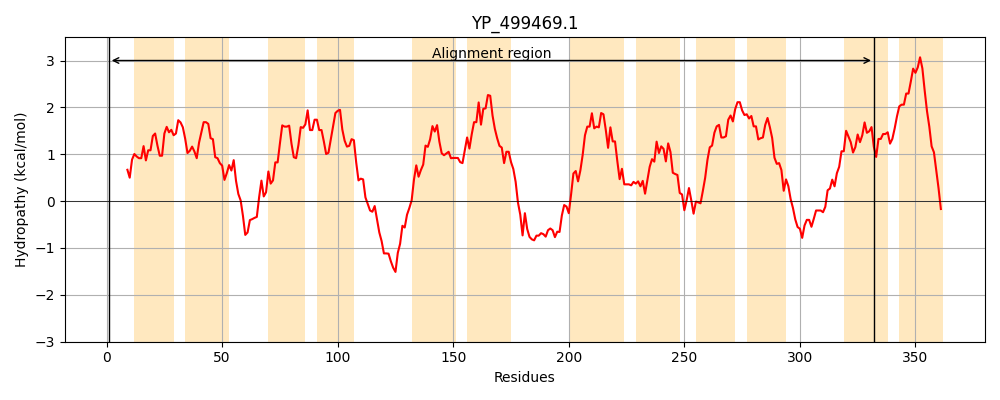 YP_499469.1
Alignment region
3
2
1
0
−1
−2
−3
Hydropathy (kcal/mol)
0 50 100 150 200 250 300 350
Residues